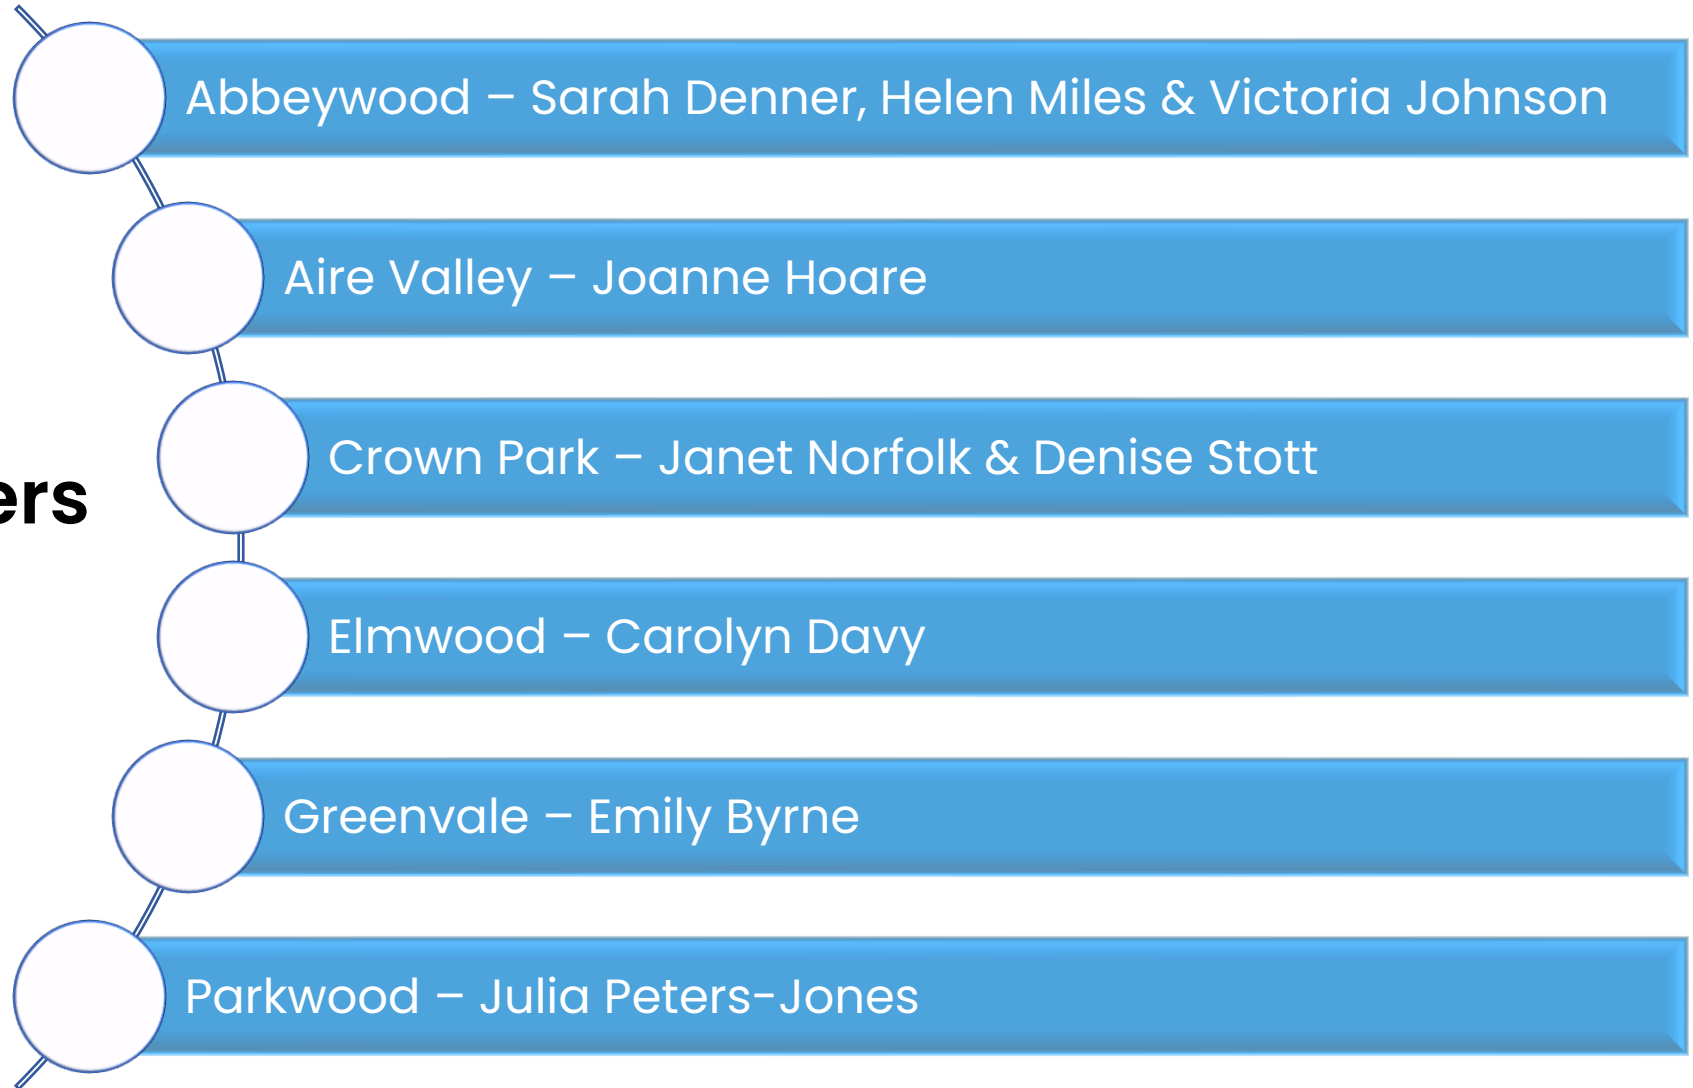 Abbeywood – Sarah Denner, Helen Miles & Victoria Johnson
Aire Valley – Joanne Hoare
Crown Park – Janet Norfolk & Denise Stott
ers
Elmwood – Carolyn Davy
Greenvale – Emily Byrne
Parkwood – Julia Peters-Jones